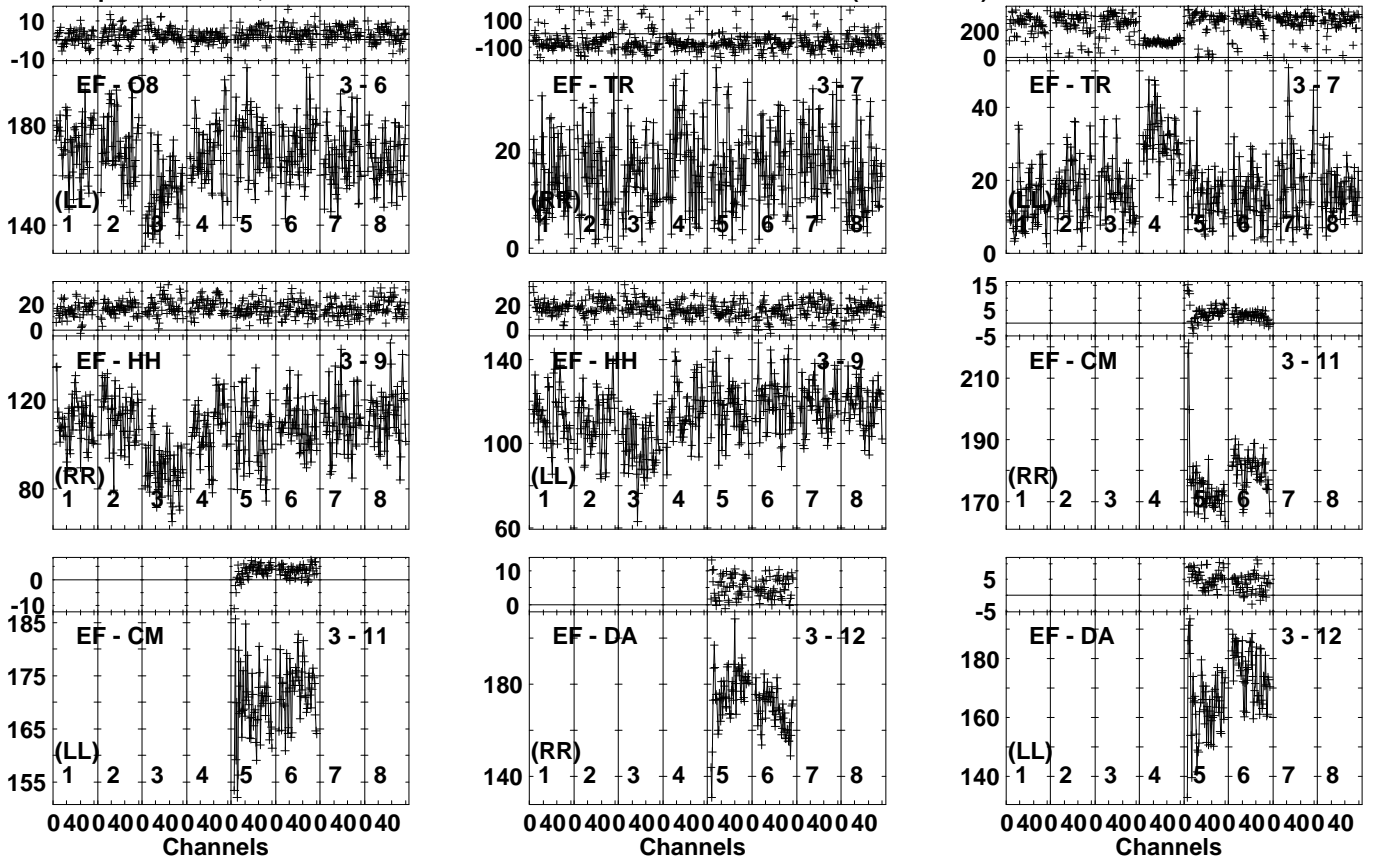 10
-10
EF - O8 3 - 6
180
140
(LL)
1 2 3 4 5 6 7 8
100
-100
EF - TR 3 - 7
20
0
(RR)
1 2 3 4 5 6 7 8
200
0
EF - TR 3 - 7
40
20
0
(LL)
1 2 3 4 5 6 7 8
20
0
EF - HH 3 - 9
120
80
(RR)
1 2 3 4 5 6 7 8
20
0
EF - HH 3 - 9
140
100
60
(LL)
1 2 3 4 5 6 7 8
15
5
-5
EF - CM 3 - 11
210
190
170
(RR)
1 2 3 4 5 6 7 8
0
-10
EF - CM 3 - 11
185
175
165
155
(LL)
1 2 3 4 5 6 7 8
0 40 0 40 0 40 0 40 0 40 0 40 0 40 0 40
Channels
10
0
EF - DA 3 - 12
180
140
(RR)
1 2 3 4 5 6 7 8
0 40 0 40 0 40 0 40 0 40 0 40 0 40 0 40
Channels
5
-5
EF - DA 3 - 12
180
160
140
(LL)
1 2 3 4 5 6 7 8
0 40 0 40 0 40 0 40 0 40 0 40 0 40 0 40
Channels